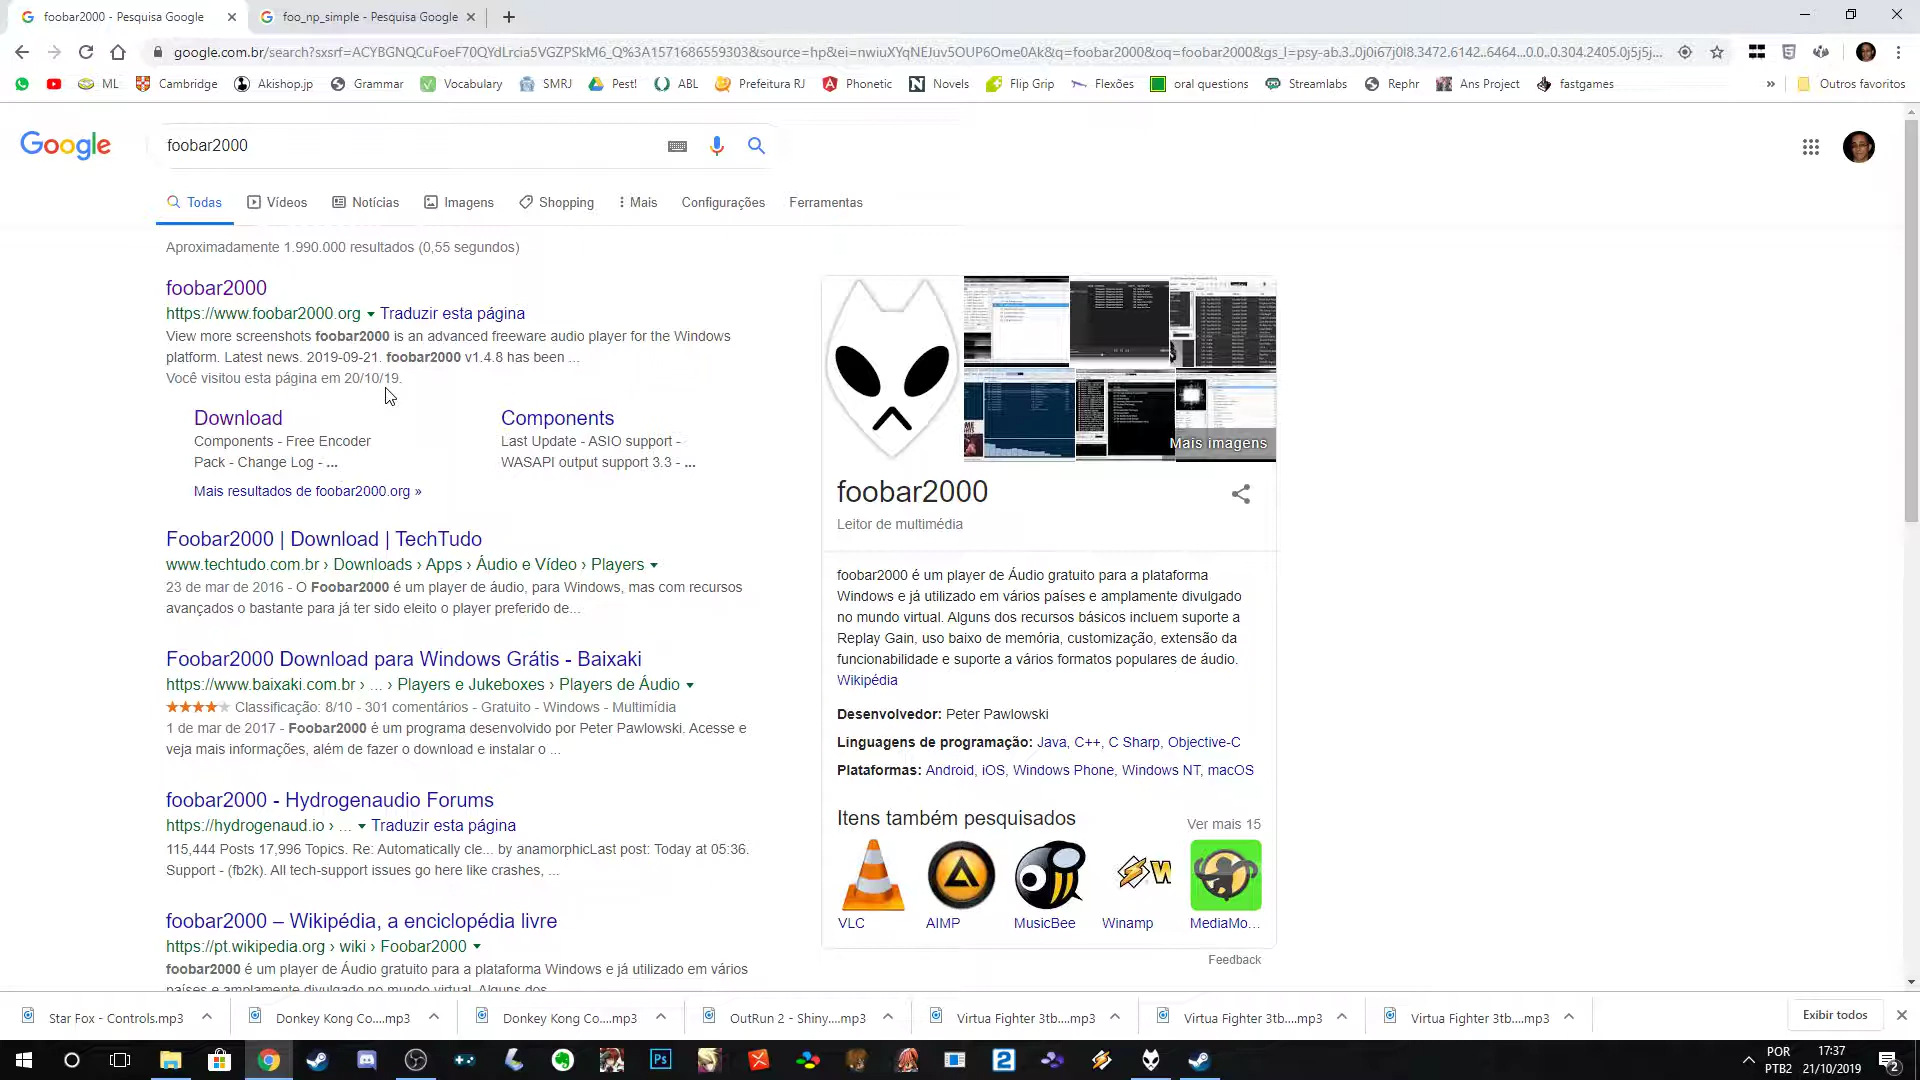 foobar2000 - Pesquisa Google
foo_np_simple - Pesquisa Google
google.com.br/search?sxsrf=ACYBGNQCuFoeF70QYdLrcia5VGZPSkM6_Q%3A1571686559303&source=hp&ei=nwiuXYqNEJuv5OUP6Ome0Ak&q=foobar2000&oq=foobar2000&gs_l=psy-ab.3..0j0i67j0l8.3472.6142..6464...0.0..0.304.2405.0j5j5j...
ML
Cambridge
Akishop.jp
Grammar
Vocabulary
SMRJ
Pest!
ABL
Prefeitura RJ
Phonetic
Novels
Flip Grip
Flexões
oral questions
Streamlabs
Rephr
Ans Project
fastgames
»
Outros favoritos
Google
foobar2000
Todas
Vídeos
Notícias
Imagens
Shopping
Mais
Configurações
Ferramentas
Aproximadamente 1.990.000 resultados (0,55 segundos)
foobar2000
https://www.foobar2000.org Traduzir esta página
View more screenshots foobar2000 is an advanced freeware audio player for the Windows
platform. Latest news. 2019-09-21. foobar2000 v1.4.8 has been ...
Você visitou esta página em 20/10/19.
Download
Components - Free Encoder
Pack - Change Log - ...
Components
Last Update - ASIO support -
WASAPI output support 3.3 - ...
Mais resultados de foobar2000.org »
Foobar2000 | Download | TechTudo
www.techtudo.com.br › Downloads › Apps › Áudio e Vídeo › Players
23 de mar de 2016 - O Foobar2000 é um player de áudio, para Windows, mas com recursos
avançados o bastante para já ter sido eleito o player preferido de...
Foobar2000 Download para Windows Grátis - Baixaki
https://www.baixaki.com.br › ... › Players e Jukeboxes › Players de Áudio
Classificação: 8/10 - 301 comentários - Gratuito - Windows - Multimídia
1 de mar de 2017 - Foobar2000 é um programa desenvolvido por Peter Pawlowski. Acesse e
veja mais informações, além de fazer o download e instalar o ...
foobar2000 - Hydrogenaudio Forums
https://hydrogenaud.io › ... Traduzir esta página
115,444 Posts 17,996 Topics. Re: Automatically cle... by anamorphicLast post: Today at 05:36.
Support - (fb2k). All tech-support issues go here like crashes, ...
foobar2000 – Wikipédia, a enciclopédia livre
https://pt.wikipedia.org › wiki › Foobar2000
foobar2000 é um player de Áudio gratuito para a plataforma Windows e já utilizado em vários
países e amplamente divulgado no mundo virtual. Alguns dos
Mais imagens
foobar2000
Leitor de multimédia
foobar2000 é um player de Áudio gratuito para a plataforma
Windows e já utilizado em vários países e amplamente divulgado
no mundo virtual. Alguns dos recursos básicos incluem suporte a
Replay Gain, uso baixo de memória, customização, extensão da
funcionabilidade e suporte a vários formatos populares de áudio.
Wikipédia
Desenvolvedor: Peter Pawlowski
Linguagens de programação: Java, C++, C Sharp, Objective-C
Plataformas: Android, iOS, Windows Phone, Windows NT, macOS
Itens também pesquisados
Ver mais 15
VLC
AIMP
MusicBee
Winamp
MediaMo...
Feedback
Star Fox - Controls.mp3
Donkey Kong Co....mp3
Donkey Kong Co....mp3
OutRun 2 - Shiny....mp3
Virtua Fighter 3tb....mp3
Virtua Fighter 3tb....mp3
Virtua Fighter 3tb....mp3
Exibir todos
Ps
2
POR
PTB2
17:37
21/10/2019
2